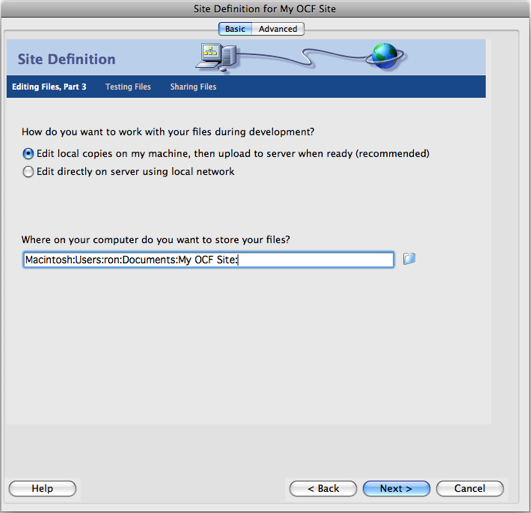 Site Definition for My OCF Site
Basic Advanced
Site Definition
Editing Files, Part 3 Testing Files Sharing Files
How do you want to work with your files during development?
Edit local copies on my machine, then upload to server when ready (recommended)
Edit directly on server using local network
Where on your computer do you want to store your files?
Macintosh:Users:ron:Documents:My OCF Site:
Help < Back Next > Cancel